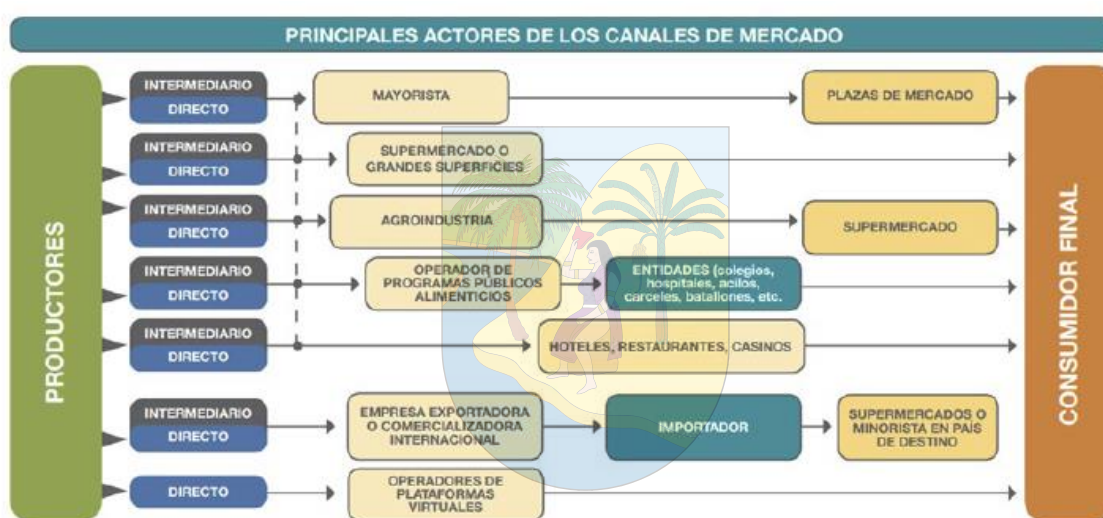 PRINCIPALES ACTORES DE LOS CANALES DE MERCADO
PRODUCTORES
INTERMEDIARIO
DIRECTO
MAYORISTA
PLAZAS DE MERCADO
INTERMEDIARIO
DIRECTO
SUPERMERCADO O
GRANDES SUPERFICIES
INTERMEDIARIO
DIRECTO
AGROINDUSTRIA
SUPERMERCADO
INTERMEDIARIO
DIRECTO
OPERADOR DE
PROGRAMAS PÚBLICOS
ALIMENTICIOS
ENTIDADES (colegios,
hospitales, acilos,
carceles, batallones, etc.
INTERMEDIARIO
DIRECTO
HOTELES, RESTAURANTES, CASINOS
INTERMEDIARIO
DIRECTO
EMPRESA EXPORTADORA
O COMERCIALIZADORA
INTERNACIONAL
IMPORTADOR
SUPERMERCADOS O
MINORISTA EN PAÍS
DE DESTINO
DIRECTO
OPERADORES DE
PLATAFORMAS
VIRTUALES
CONSUMIDOR FINAL